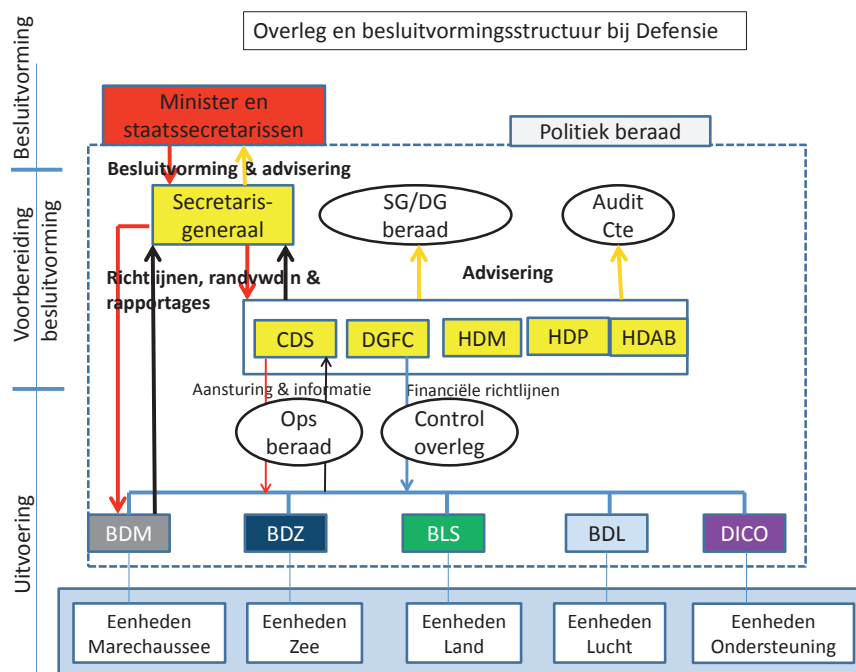 Overleg en besluitvormingsstructuur bij Defensie
Besluitvorming
Minister en
staatssecretarissen
Politiek beraad
Besluitvorming & advisering
Voorbereiding
besluitvorming
Secretaris-
generaal
SG/DG
beraad
Audit
Cte
Richtlijnen, randvwdn &
rapportages
Advisering
CDS
DGFC
HDM
HDP
HDAB
Aansturing & informatie
Financiële richtlijnen
Uitvoering
Ops
beraad
Control
overleg
BDM
BDZ
BLS
BDL
DICO
Eenheden
Marechaussee
Eenheden
Zee
Eenheden
Land
Eenheden
Lucht
Eenheden
Ondersteuning